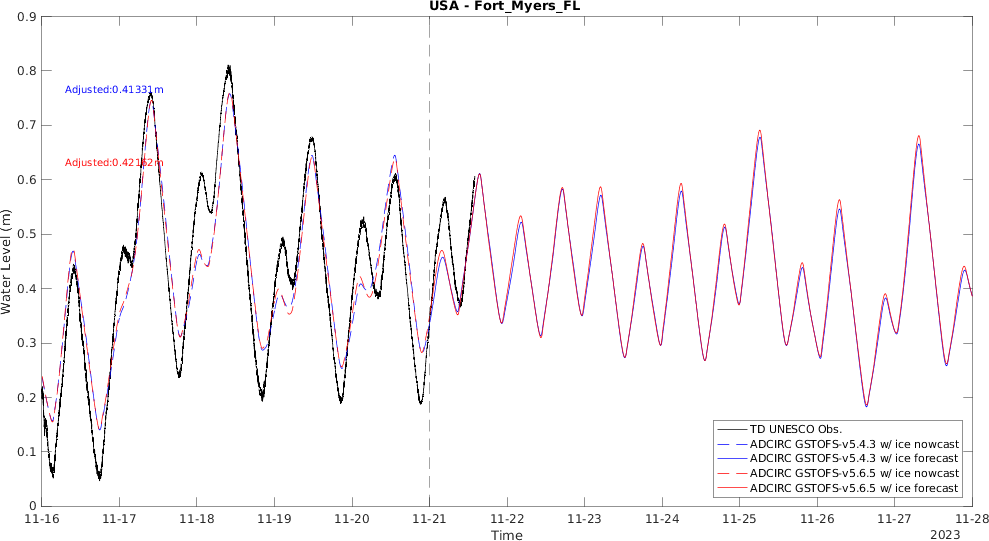 USA - Fort_Myers_FL
0.9
0.8
0.7
0.6
0.5
0.4
0.3
0.2
0.1
0
Water Level (m)
Adjusted:0.41331m
Adjusted:0.42162m
TD UNESCO Obs.
ADCIRC GSTOFS-v5.4.3 w/ ice nowcast
ADCIRC GSTOFS-v5.4.3 w/ ice forecast
ADCIRC GSTOFS-v5.6.5 w/ ice nowcast
ADCIRC GSTOFS-v5.6.5 w/ ice forecast
11-16 11-17 11-18 11-19 11-20 11-21 11-22 11-23 11-24 11-25 11-26 11-27 11-28
Time
2023